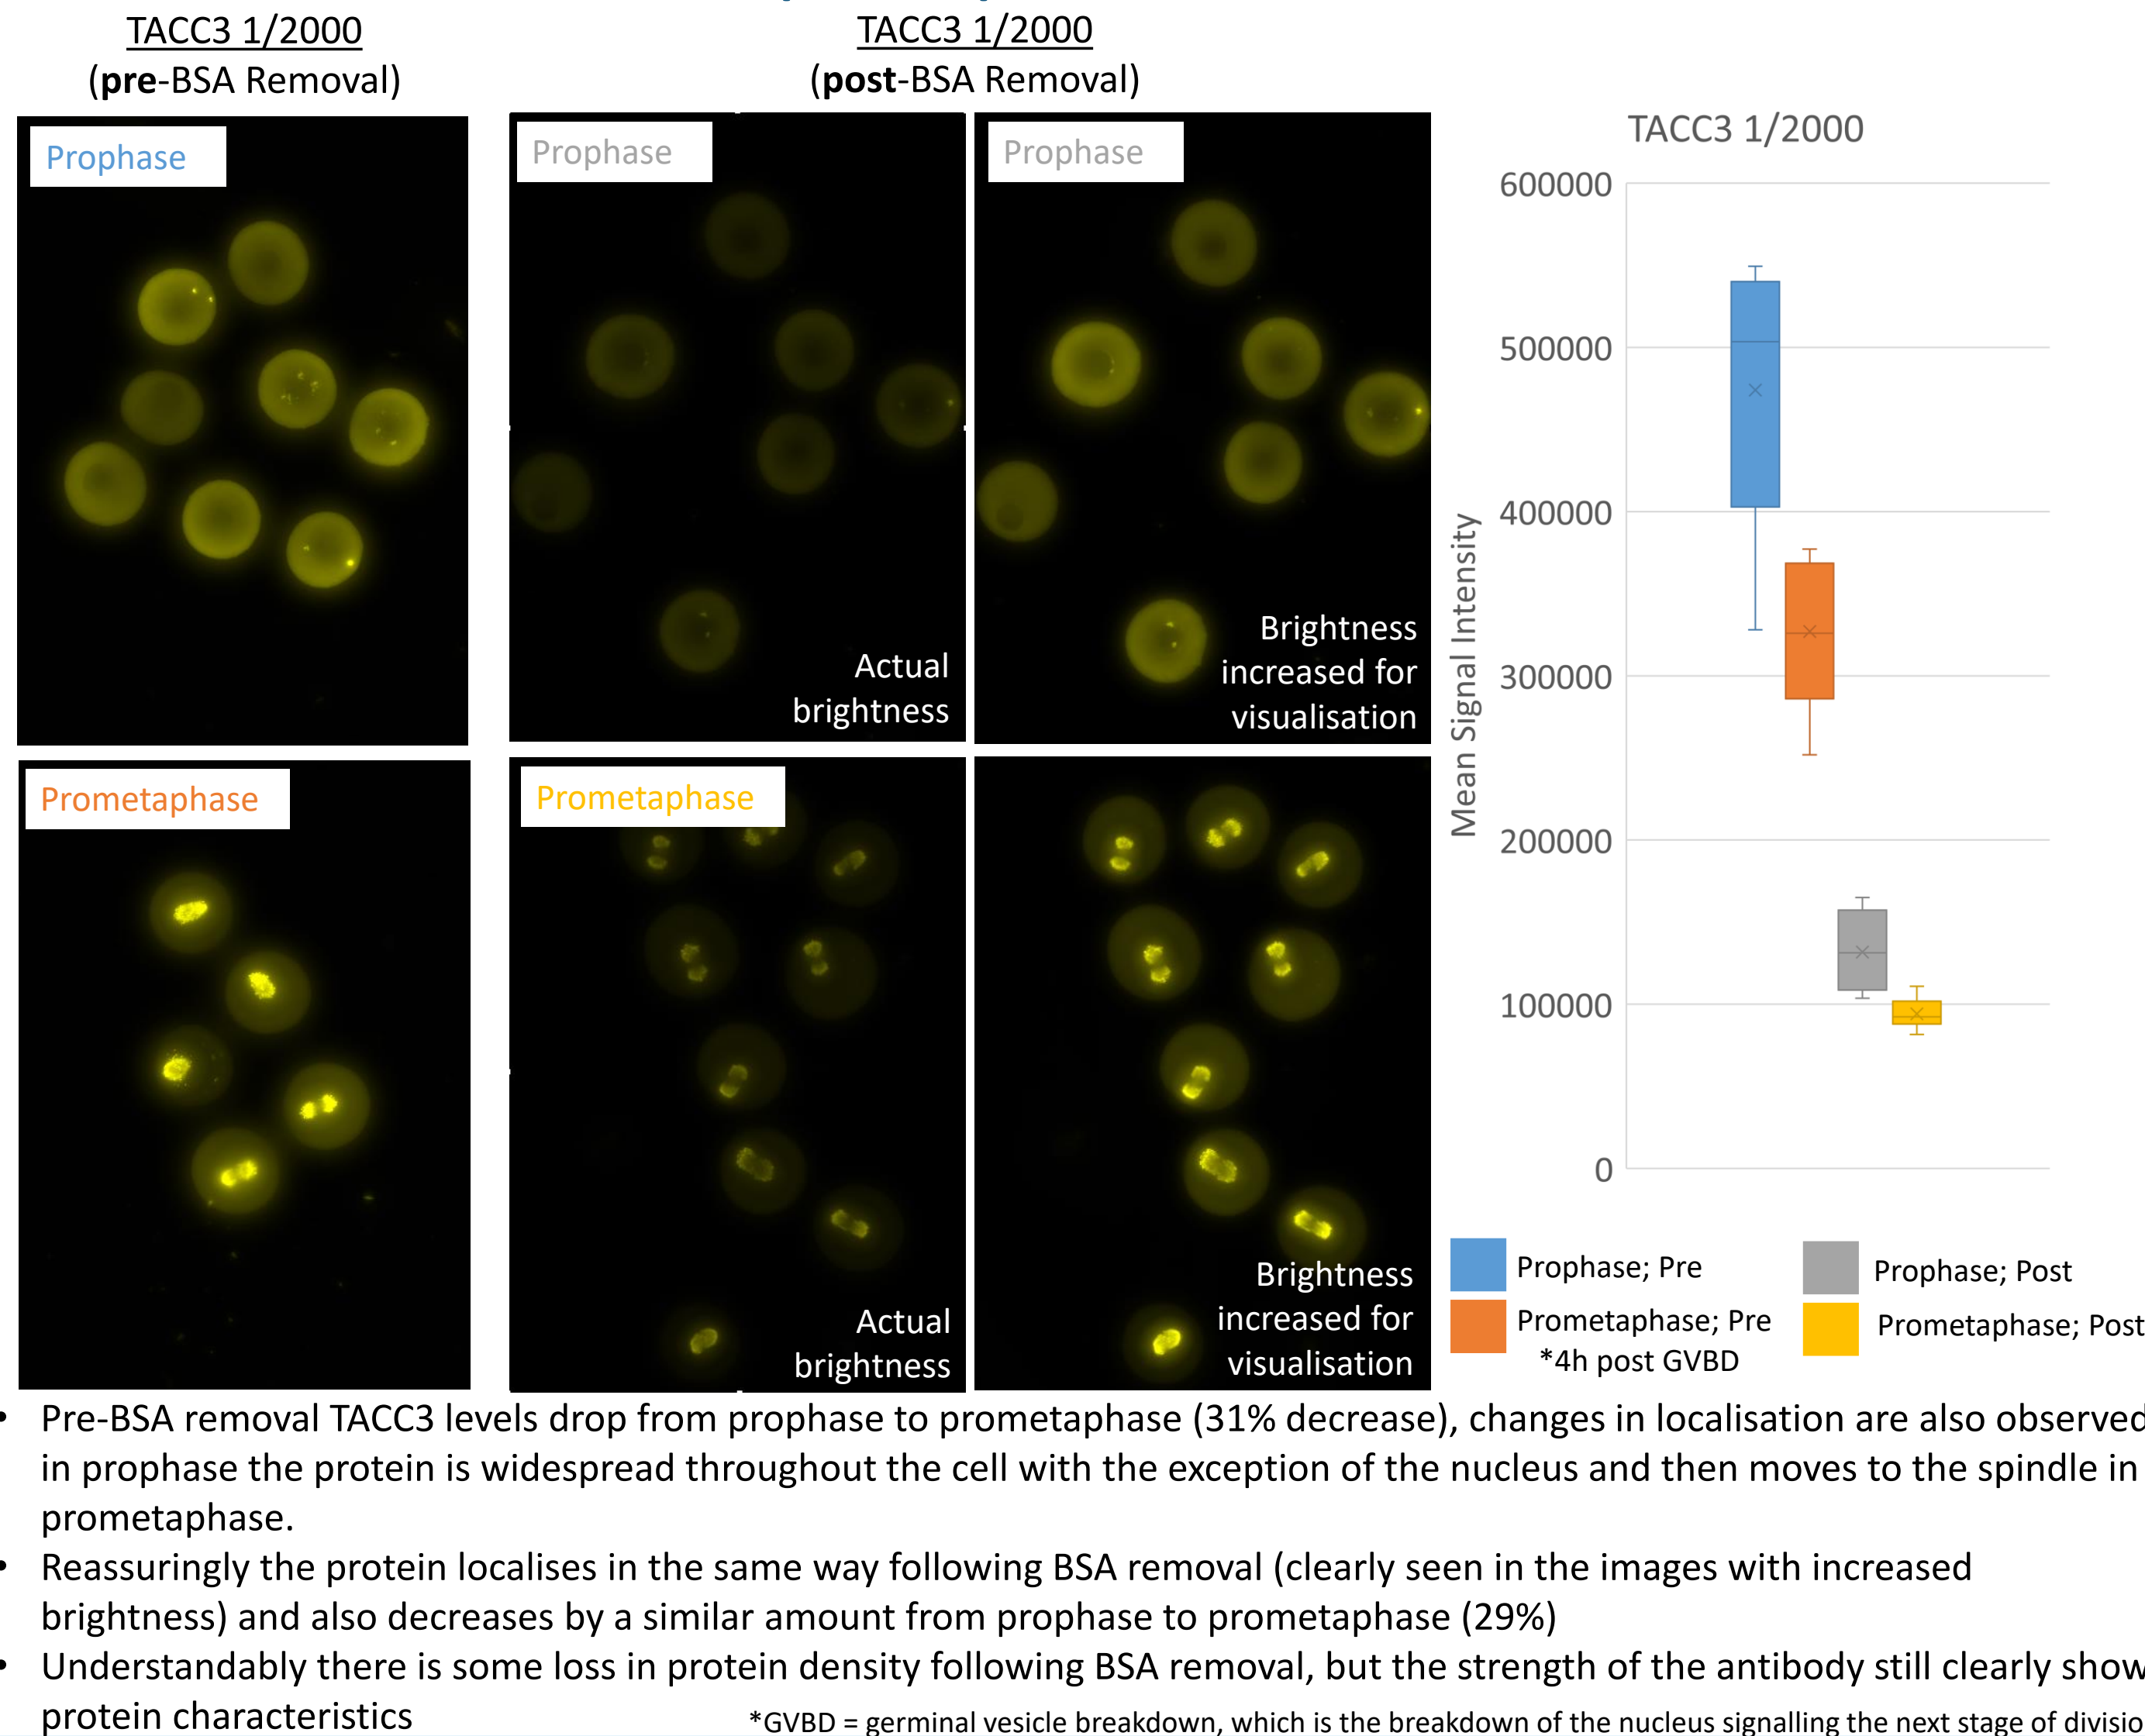 TACC3 1/2000
(pre-BSA Removal)
TACC3 1/2000
(post-BSA Removal)
Prophase
Prophase
Actual
brightness
Prophase
Brightness
increased for
visualisation
Prometaphase
Prometaphase
Actual
brightness
Brightness
increased for
visualisation
TACC3 1/2000
Mean Signal Intensity
600000
500000
400000
300000
200000
100000
0
Prophase; Pre
Prophase; Post
Prometaphase; Pre
*4h post GVBD
Prometaphase; Post
• Pre-BSA removal TACC3 levels drop from prophase to prometaphase (31% decrease), changes in localisation are also observed
in prophase the protein is widespread throughout the cell with the exception of the nucleus and then moves to the spindle in
prometaphase.
• Reassuringly the protein localises in the same way following BSA removal (clearly seen in the images with increased
brightness) and also decreases by a similar amount from prophase to prometaphase (29%)
• Understandably there is some loss in protein density following BSA removal, but the strength of the antibody still clearly show
protein characteristics
*GVBD = germinal vesicle breakdown, which is the breakdown of the nucleus signalling the next stage of divisio